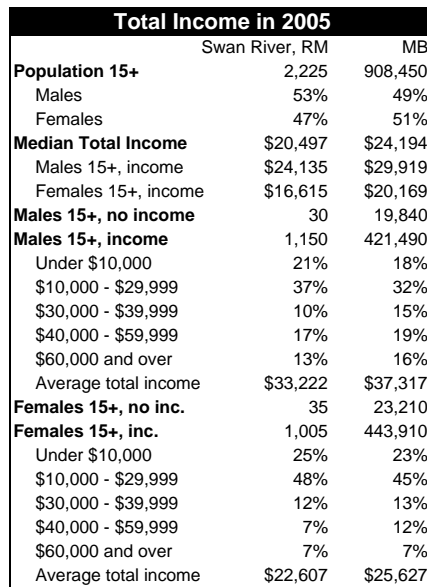 Total Income in 2005
Swan River, RM MB
Population 15+ 2,225 908,450
Males 53% 49%
Females 47% 51%
Median Total Income $20,497 $24,194
Males 15+, income $24,135 $29,919
Females 15+, income $16,615 $20,169
Males 15+, no income 30 19,840
Males 15+, income 1,150 421,490
Under $10,000 21% 18%
$10,000 - $29,999 37% 32%
$30,000 - $39,999 10% 15%
$40,000 - $59,999 17% 19%
$60,000 and over 13% 16%
Average total income $33,222 $37,317
Females 15+, no inc. 35 23,210
Females 15+, inc. 1,005 443,910
Under $10,000 25% 23%
$10,000 - $29,999 48% 45%
$30,000 - $39,999 12% 13%
$40,000 - $59,999 7% 12%
$60,000 and over 7% 7%
Average total income $22,607 $25,627